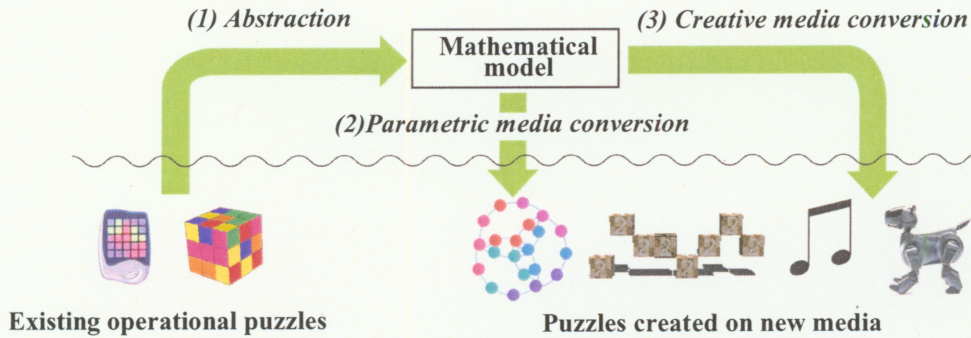 (1) Abstraction
(3) Creative media conversion
Mathematical
model
(2)Parametric media conversion
Existing operational puzzles
Puzzles created on new media